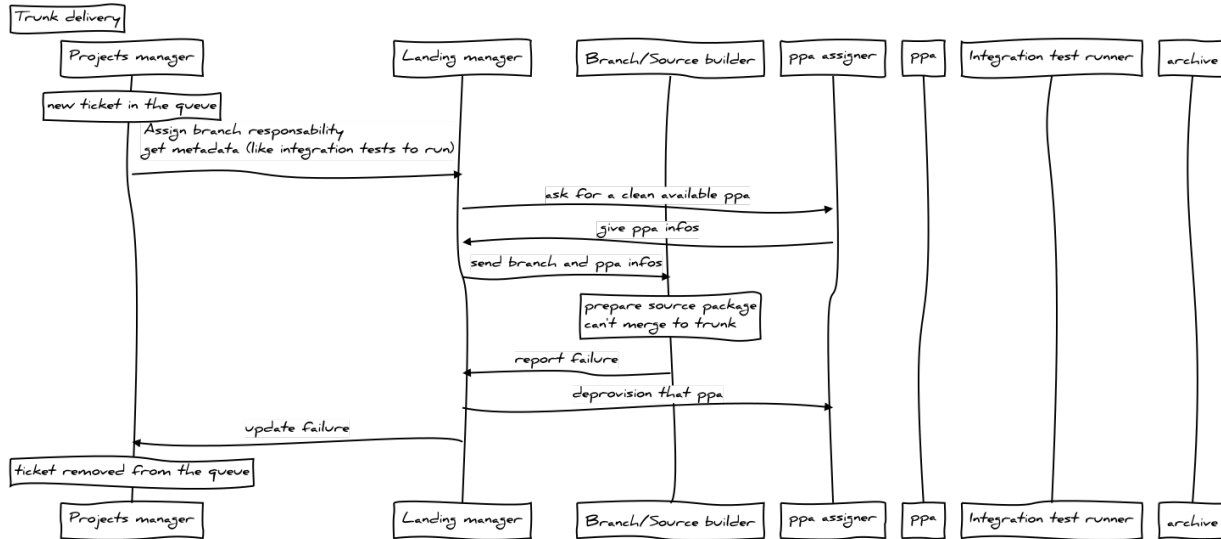 Trunk delivery
Projects manager
Landing manager
Branch/Source builder
ppa assigner
ppa
Integration test runner
archive
new ticket in the queue
Assign branch responsability
get metadata (like integration tests to run)
ask for a clean available ppa
give ppa infos
send branch and ppa infos
prepare source package
can't merge to trunk
report failure
deprovision that ppa
update failure
ticket removed from the queue
Projects manager
Landing manager
Branch/Source builder
ppa assigner
ppa
Integration test runner
archive